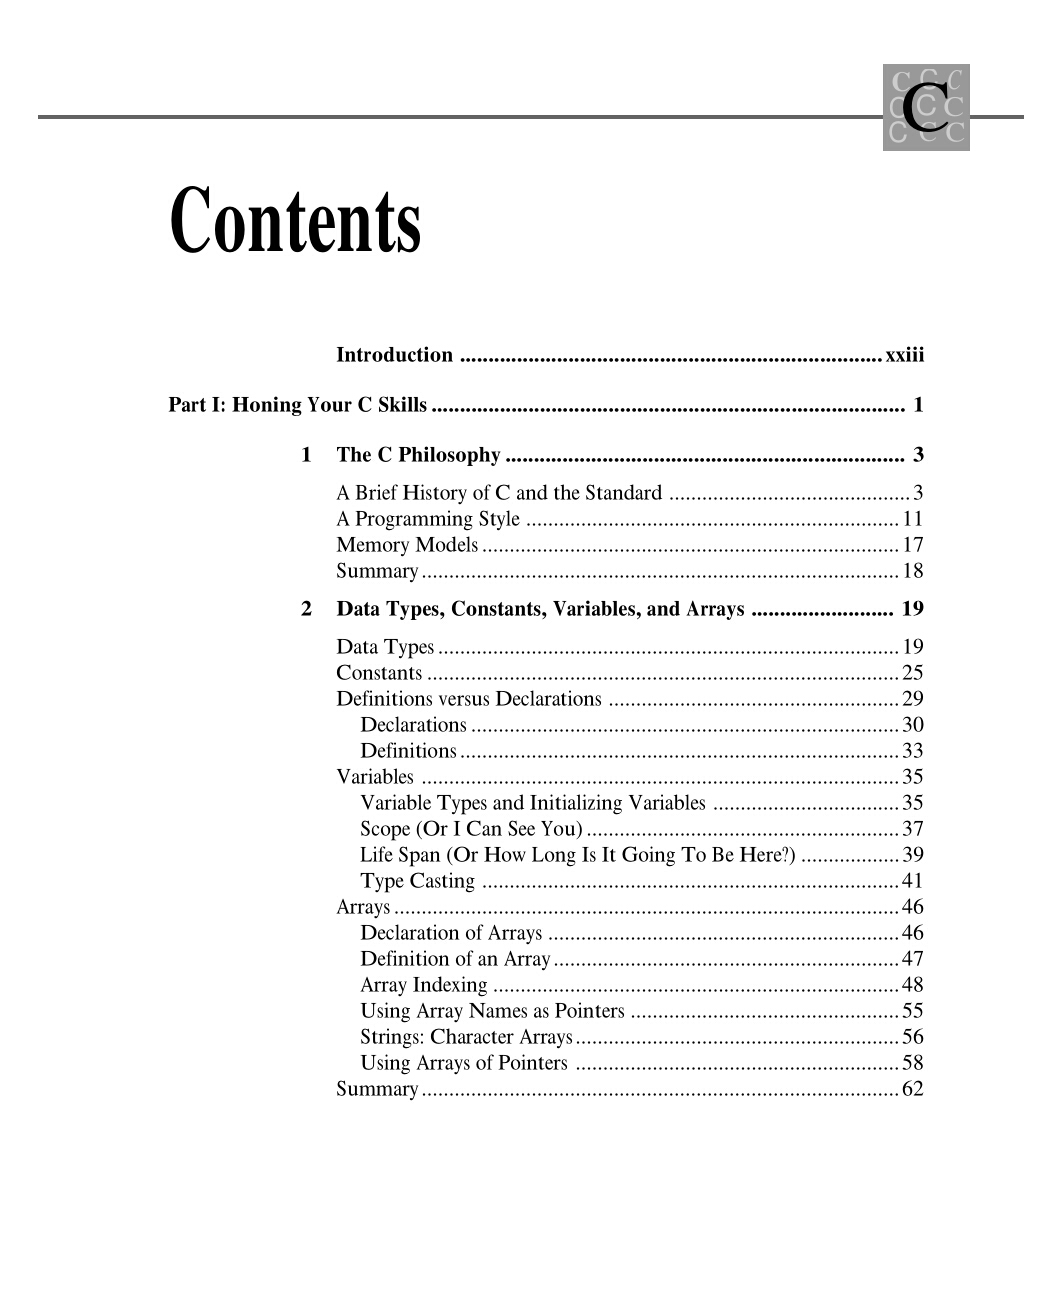 C C C C C C C C C C
Contents
Introduction ........................................................................... xxiii
Part I: Honing Your C Skills .................................................................................... 1
1 The C Philosophy ....................................................................... 3
A Brief History of C and the Standard ............................................ 3
A Programming Style .................................................................... 11
Memory Models ............................................................................ 17
Summary ....................................................................................... 18
2 Data Types, Constants, Variables, and Arrays ......................... 19
Data Types .................................................................................... 19
Constants ...................................................................................... 25
Definitions versus Declarations ..................................................... 29
Declarations .............................................................................. 30
Definitions ................................................................................ 33
Variables ....................................................................................... 35
Variable Types and Initializing Variables .................................. 35
Scope (Or I Can See You) ......................................................... 37
Life Span (Or How Long Is It Going To Be Here?) .................. 39
Type Casting ............................................................................ 41
Arrays ............................................................................................ 46
Declaration of Arrays ................................................................ 46
Definition of an Array ............................................................... 47
Array Indexing .......................................................................... 48
Using Array Names as Pointers ................................................. 55
Strings: Character Arrays ........................................................... 56
Using Arrays of Pointers ........................................................... 58
Summary ....................................................................................... 62